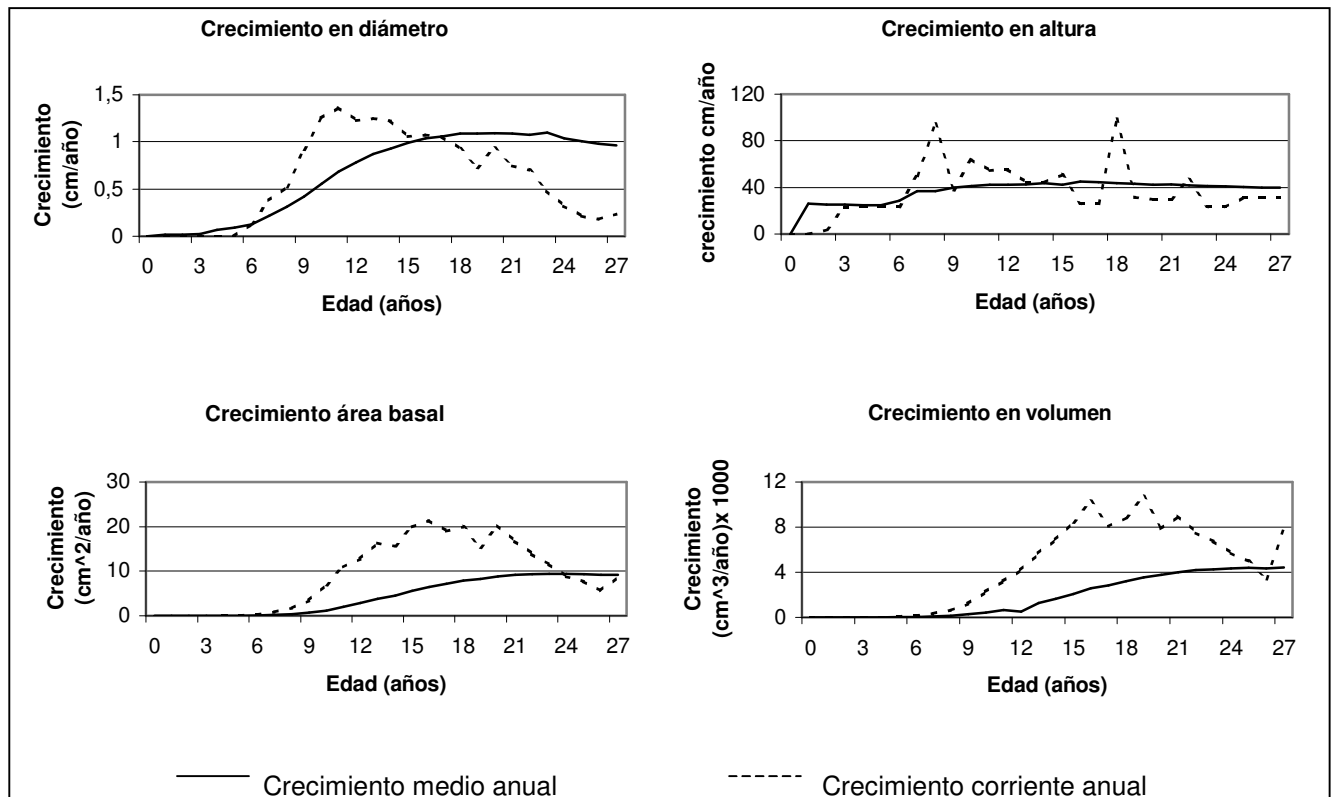 Crecimiento en diámetro
Crecimiento (cm/año)
1,5
1
0,5
0
0 3 6 9 12 15 18 21 24 27
Edad (años)
Crecimiento en altura
crecimiento cm/año
120
80
40
0
0 3 6 9 12 15 18 21 24 27
Edad (años)
Crecimiento área basal
Crecimiento (cm^2/año)
30
20
10
0
0 3 6 9 12 15 18 21 24 27
Edad (años)
Crecimiento en volumen
Crecimiento (cm^3/año)x 1000
12
8
4
0
0 3 6 9 12 15 18 21 24 27
Edad (años)
Crecimiento medio anual
Crecimiento corriente anual